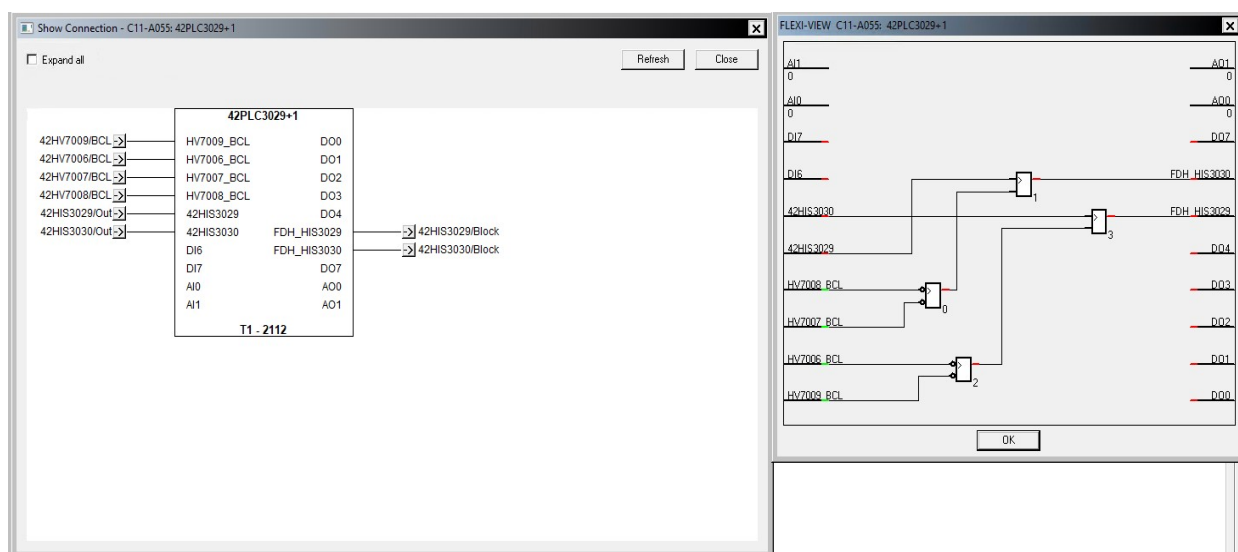 Show Connection - C11-A055: 42PLC3029+1
Expand all
Refresh
Close
42PLC3029+1
42HV7009/BCL -> HV7009_BCL DO0
42HV7006/BCL -> HV7006_BCL DO1
42HV7007/BCL -> HV7007_BCL DO2
42HV7008/BCL -> HV7008_BCL DO3
42HIS3029/Out -> 42HIS3029 DO4
42HIS3030/Out -> 42HIS3030 FDH_HIS3029 -> 42HIS3029/Block
DI6 FDH_HIS3030 -> 42HIS3030/Block
DI7 DO7
AI0 AO0
AI1 AO1
T1 - 2112
FLEXI-VIEW C11-A055: 42PLC3029+1
AI1 AO1
0 0
AI0 AO0
0 0
DI7 DO7
DI6 FDH_HIS3030
> 1
42HIS3030 FDH_HIS3029
> 3
42HIS3029 DO4
HV7008_BCL DO3
> 0
HV7007_BCL DO2
HV7006_BCL DO1
> 2
HV7009_BCL DO0
OK